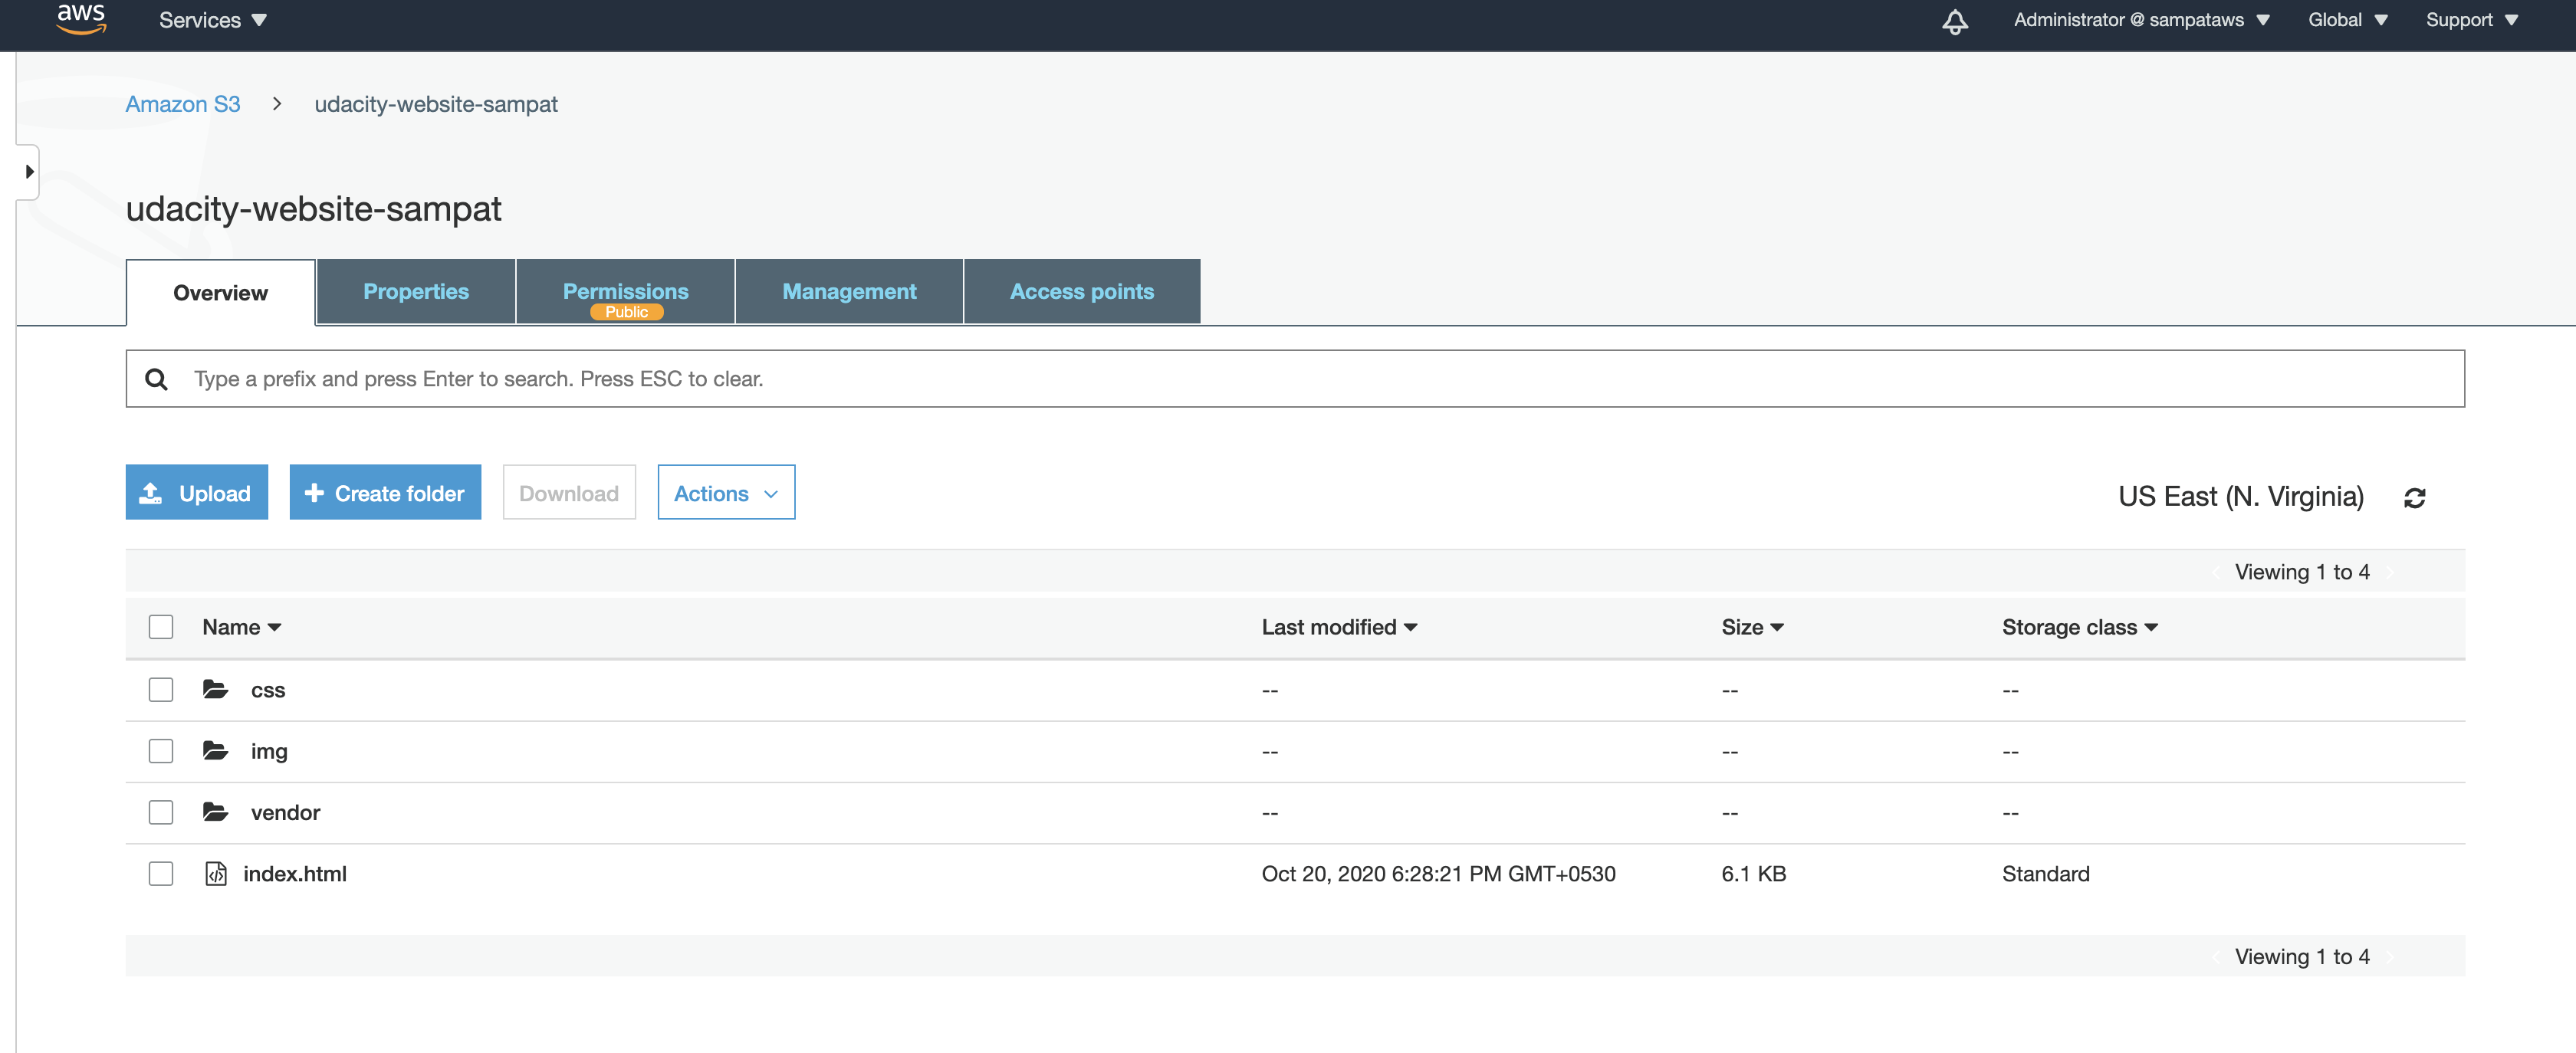 aws Services Administrator @ sampataws Global Support
Amazon S3 > udacity-website-sampat
udacity-website-sampat
Overview Properties Permissions Management Access points
Public
Type a prefix and press Enter to search. Press ESC to clear.
Upload Create folder Download Actions US East (N. Virginia)
Viewing 1 to 4
Name Last modified Size Storage class
css -- -- --
img -- -- --
vendor -- -- --
index.html Oct 20, 2020 6:28:21 PM GMT+0530 6.1 KB Standard
Viewing 1 to 4